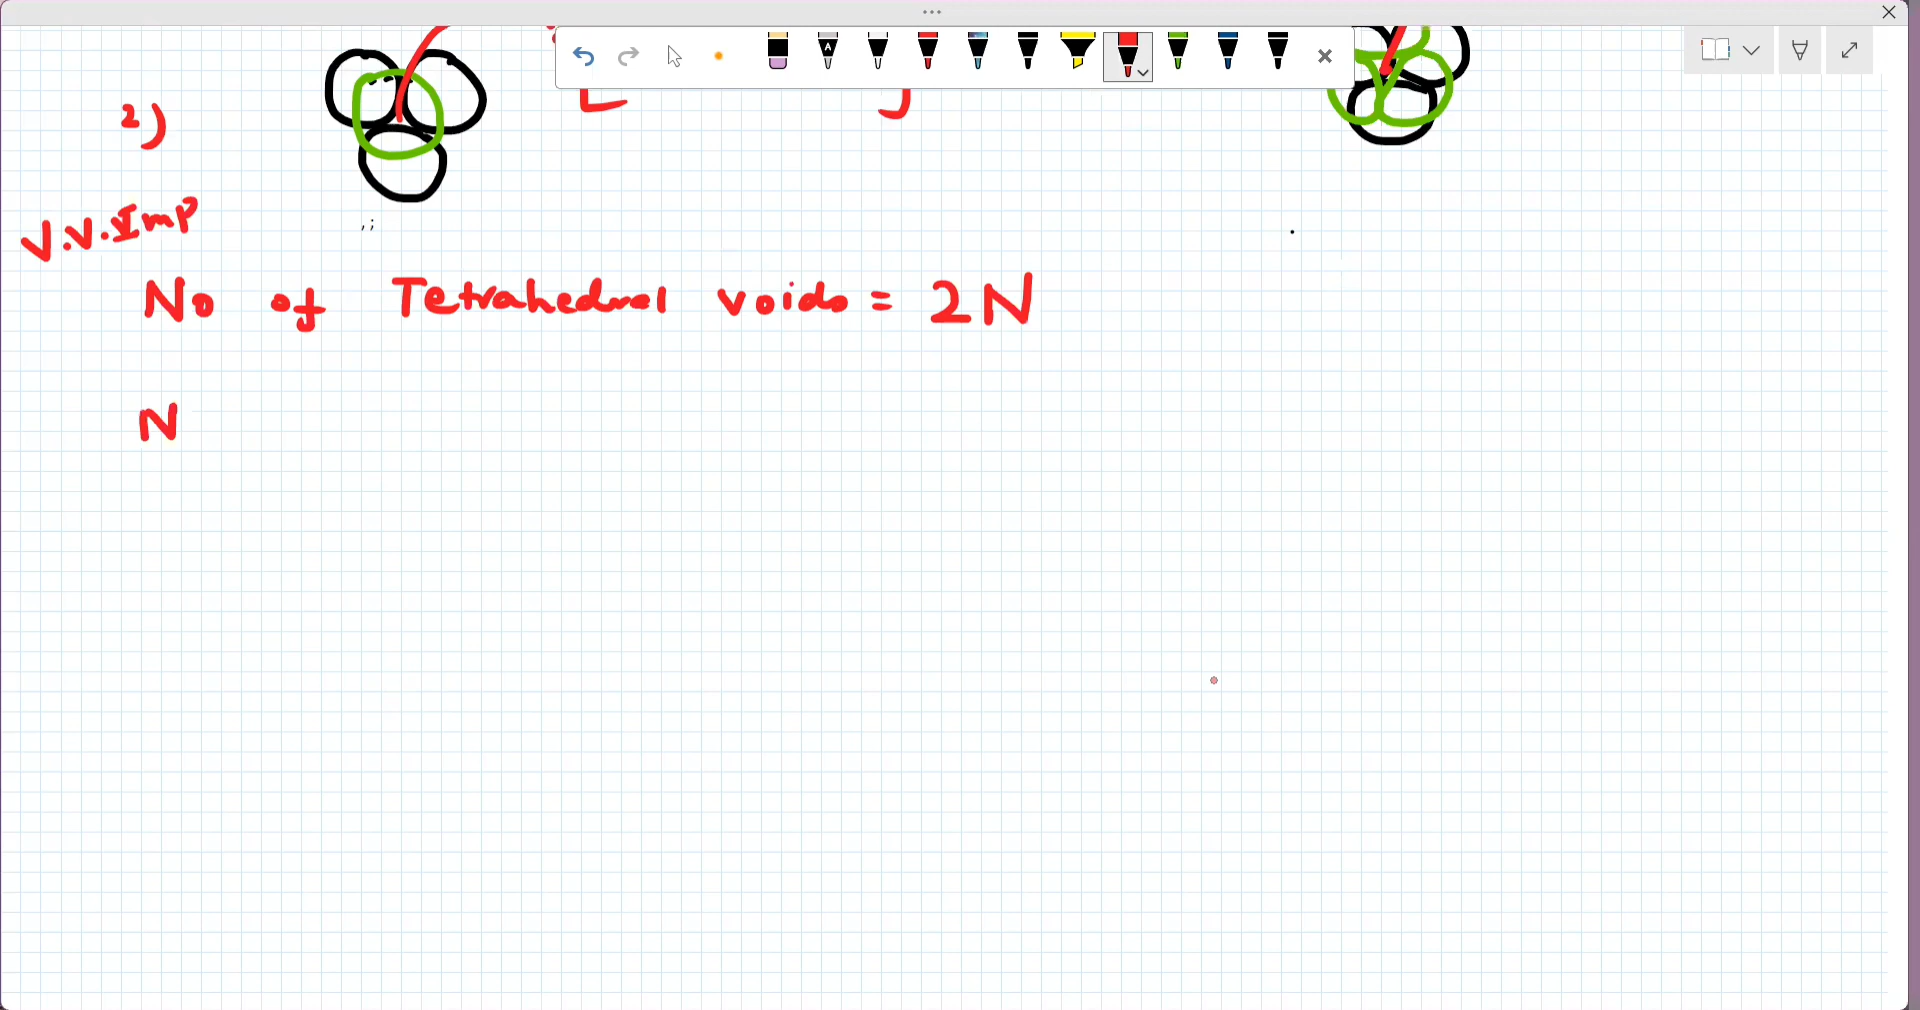 2)
V.V.Imp
No of Tetrahedral voids = 2N
N